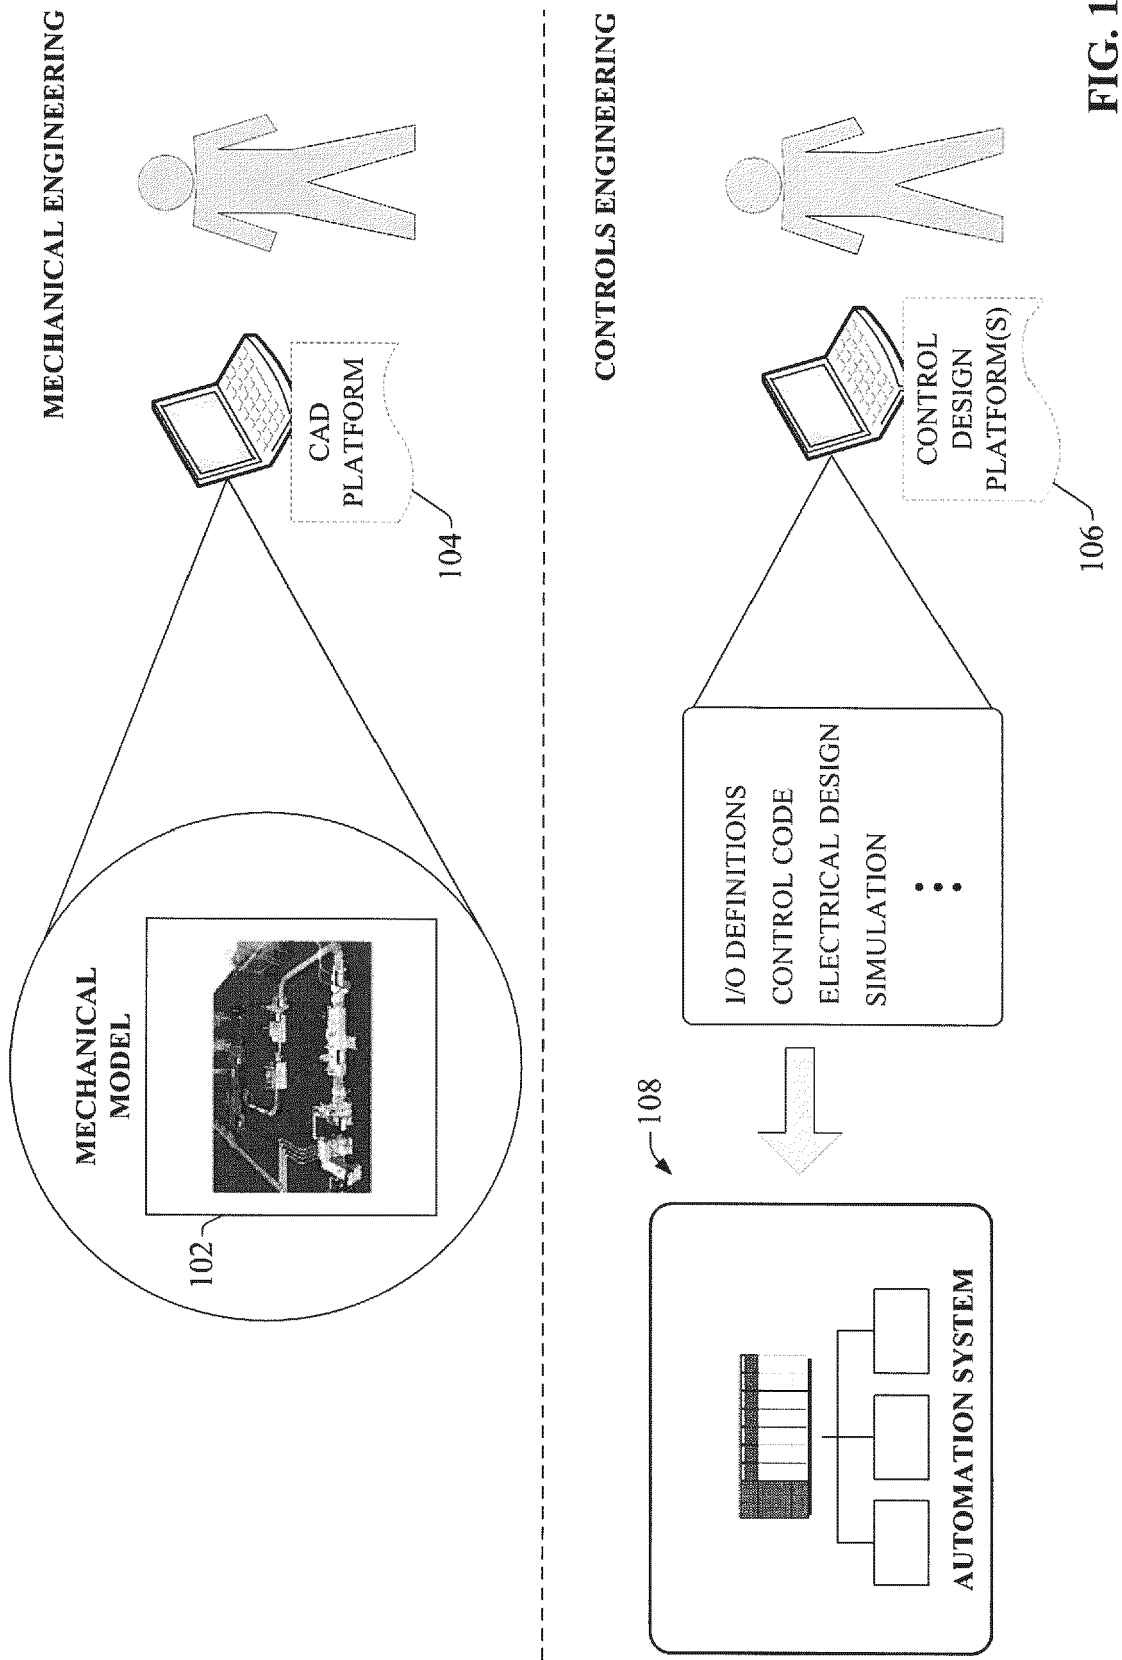 MECHANICAL ENGINEERING
MECHANICAL
MODEL
102
CAD
PLATFORM
104
CONTROLS ENGINEERING
108
I/O DEFINITIONS
CONTROL CODE
ELECTRICAL DESIGN
SIMULATION
CONTROL
DESIGN
PLATFORM(S)
106
AUTOMATION SYSTEM
FIG. 1